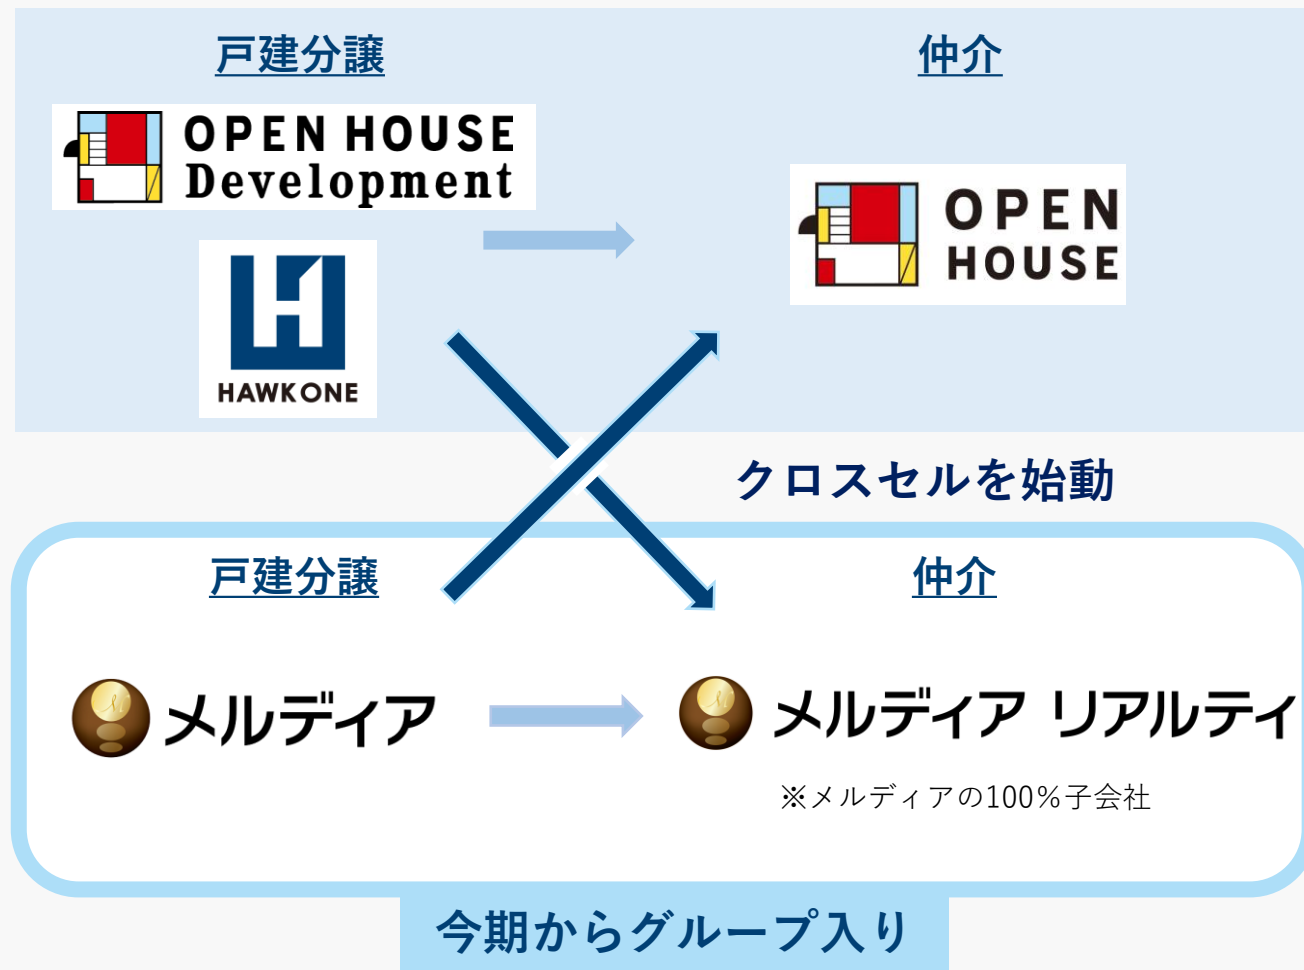 戸建分譲
仲介
OPEN HOUSE
Development
OPEN
HOUSE
HAWK ONE
クロスセルを始動
戸建分譲
仲介
メルディア
メルディア リアルティ
※メルディアの100%子会社
今期からグループ入り